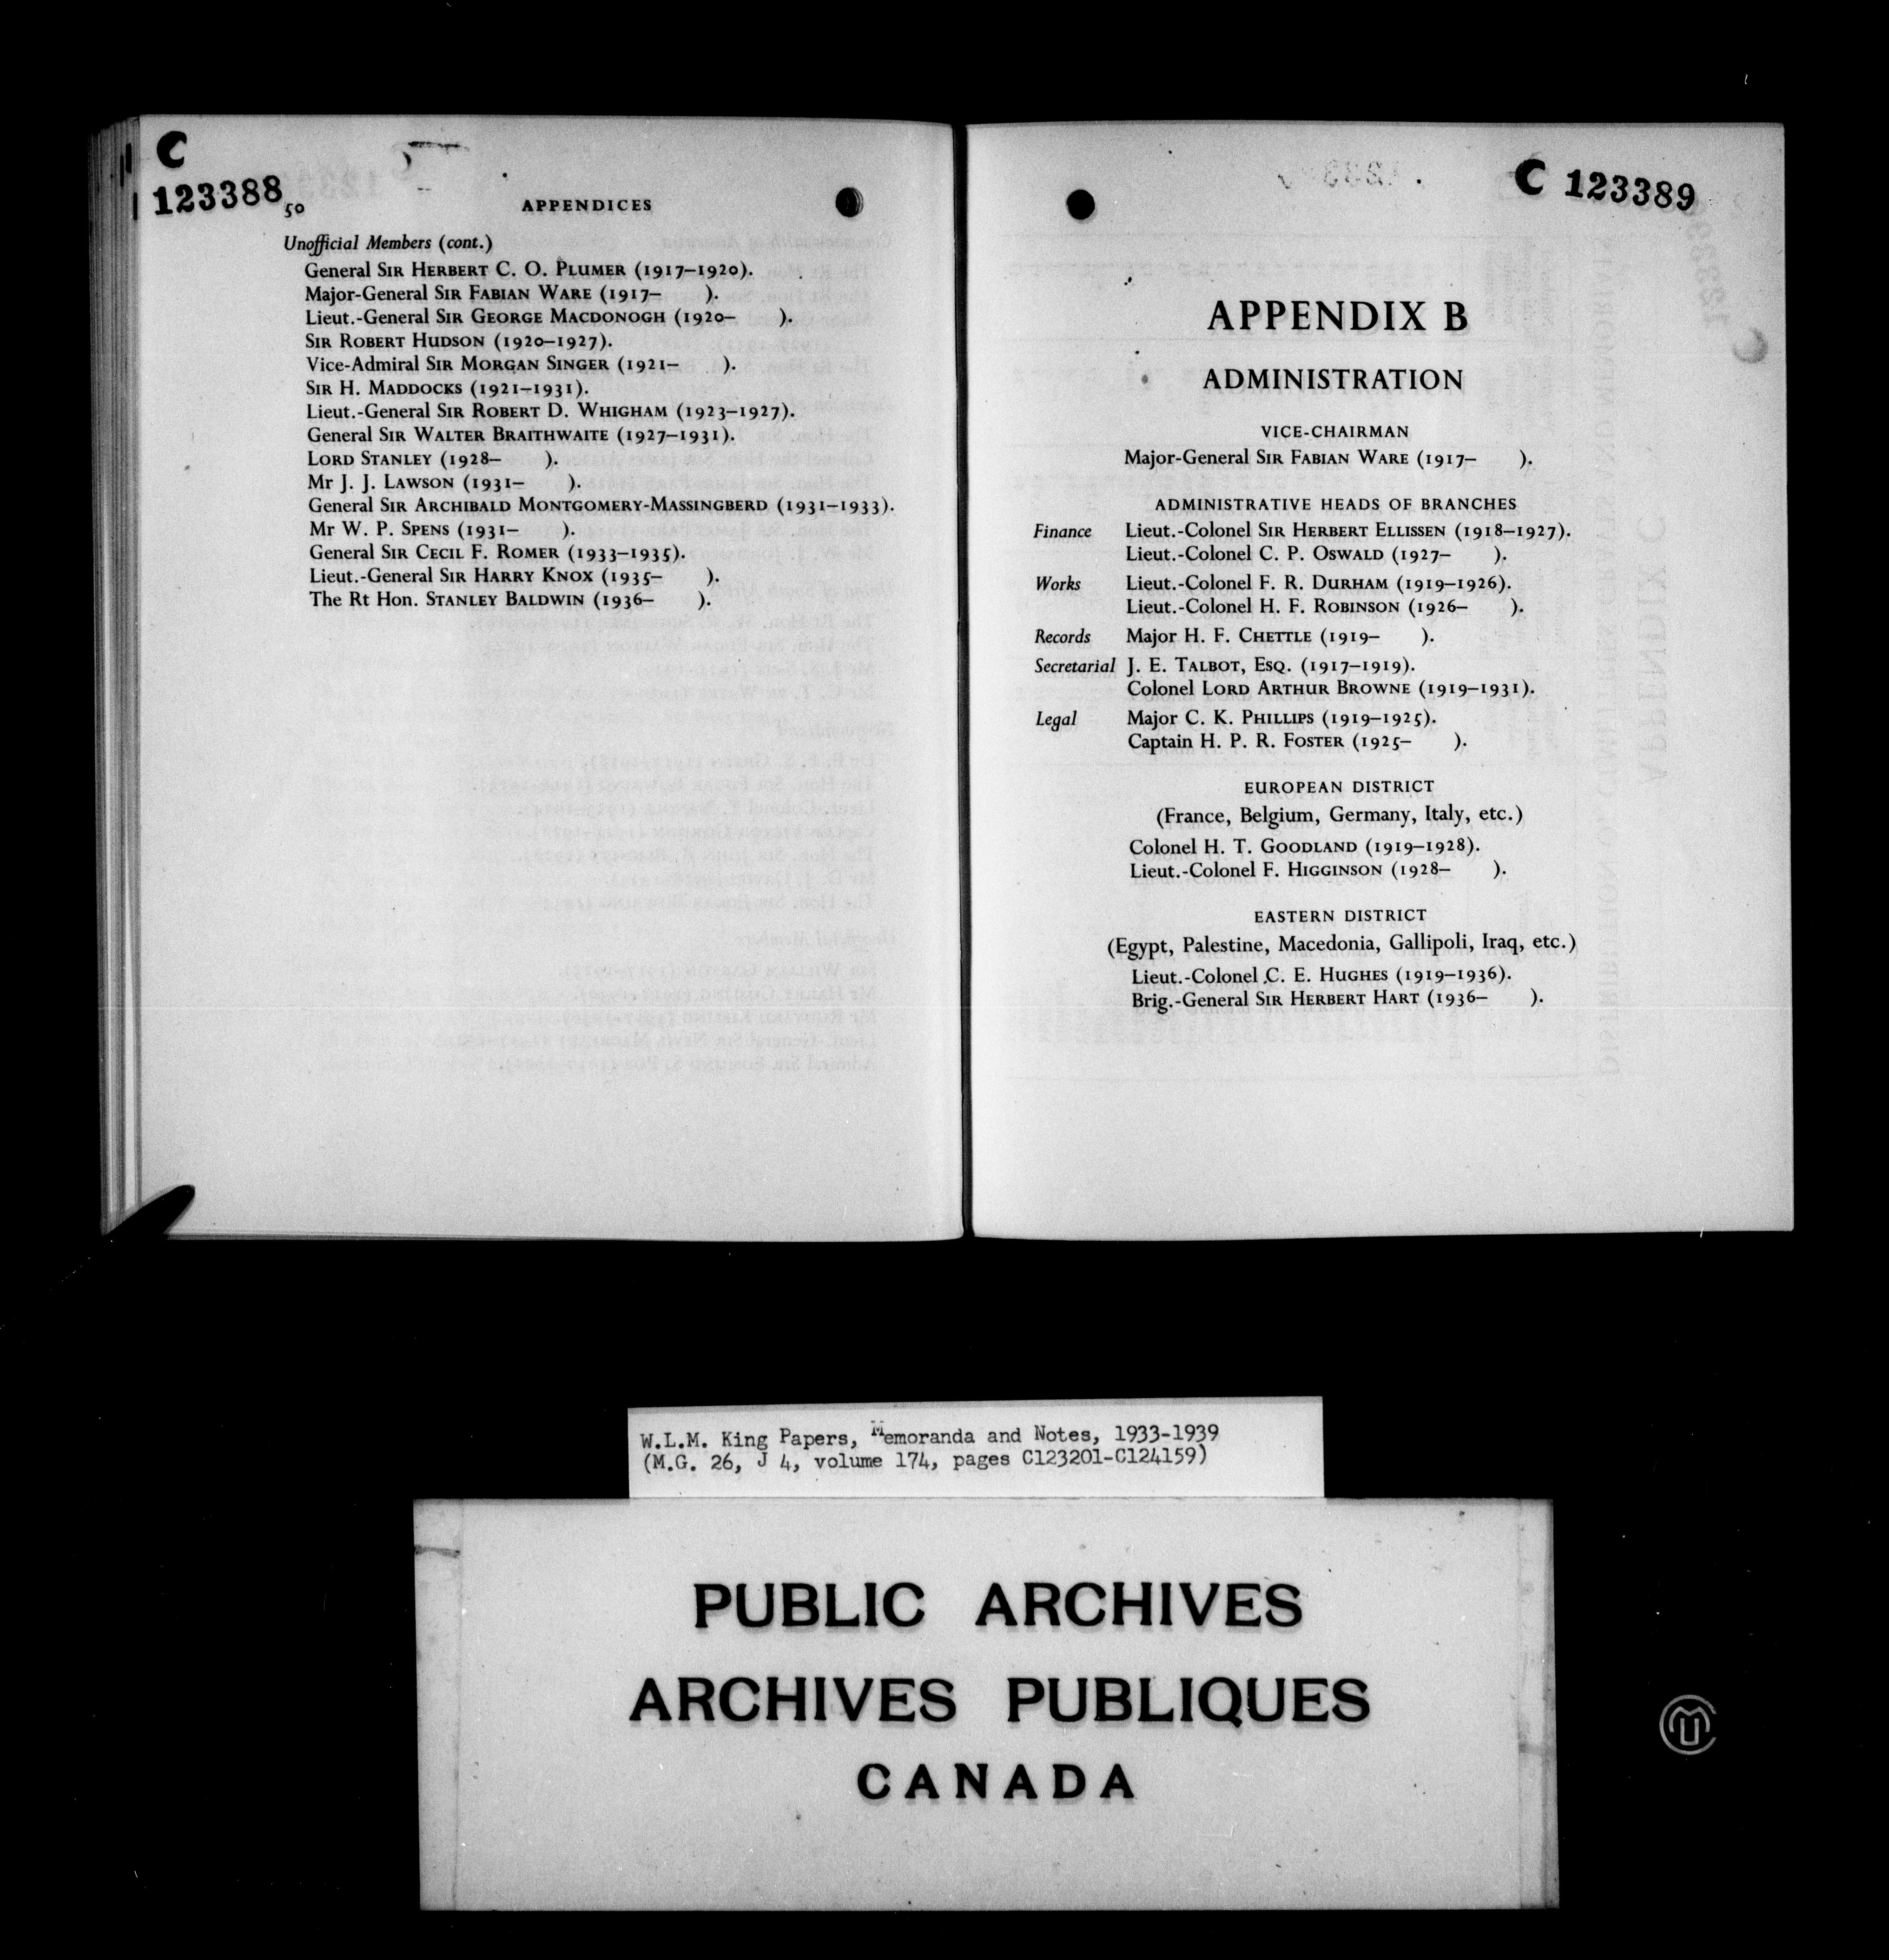 C
123388
50
APPENDICES
Unofficial Members (cont.)
General SIR HERBERT C. O. PLUMER (1917–1920).
Major-General SIR FABIAN WARE (1917–      ).
Lieut.-General SIR GEORGE MACDONOGH (1920–      ).
SIR ROBERT HUDSON (1920–1927).
Vice-Admiral SIR MORGAN SINGER (1921–      ).
SIR H. MADDOCKS (1921–1931).
Lieut.-General SIR ROBERT D. WHIGHAM (1923–1927).
General SIR WALTER BRAITHWAITE (1927–1931).
LORD STANLEY (1928–      ).
Mr J. J. LAWSON (1931–      ).
General SIR ARCHIBALD MONTGOMERY-MASSINGBERD (1931–1933).
Mr W. P. SPENS (1931–      ).
General SIR CECIL F. ROMER (1933–1935).
Lieut.-General SIR HARRY KNOX (1935–      ).
The Rt Hon. STANLEY BALDWIN (1936–      ).
C 123389
APPENDIX B
ADMINISTRATION
VICE-CHAIRMAN
Major-General SIR FABIAN WARE (1917–      ).
ADMINISTRATIVE HEADS OF BRANCHES
Finance Lieut.-Colonel SIR HERBERT ELLISSEN (1918–1927).
Lieut.-Colonel C. P. OSWALD (1927–      ).
Works Lieut.-Colonel F. R. DURHAM (1919–1926).
Lieut.-Colonel H. F. ROBINSON (1926–      ).
Records Major H. F. CHETTLE (1919–      ).
Secretarial J. E. TALBOT, ESQ. (1917–1919).
Colonel LORD ARTHUR BROWNE (1919–1931).
Legal Major C. K. PHILLIPS (1919–1925).
Captain H. P. R. FOSTER (1925–      ).
EUROPEAN DISTRICT
(France, Belgium, Germany, Italy, etc.)
Colonel H. T. GOODLAND (1919–1928).
Lieut.-Colonel F. HIGGINSON (1928–      ).
EASTERN DISTRICT
(Egypt, Palestine, Macedonia, Gallipoli, Iraq, etc.)
Lieut.-Colonel C. E. HUGHES (1919–1936).
Brig.-General SIR HERBERT HART (1936–      ).
W.L.M. King Papers, Memoranda and Notes, 1933-1939
(M.G. 26, J 4, volume 174, pages C123201-C124159)
PUBLIC ARCHIVES
ARCHIVES PUBLIQUES
CANADA